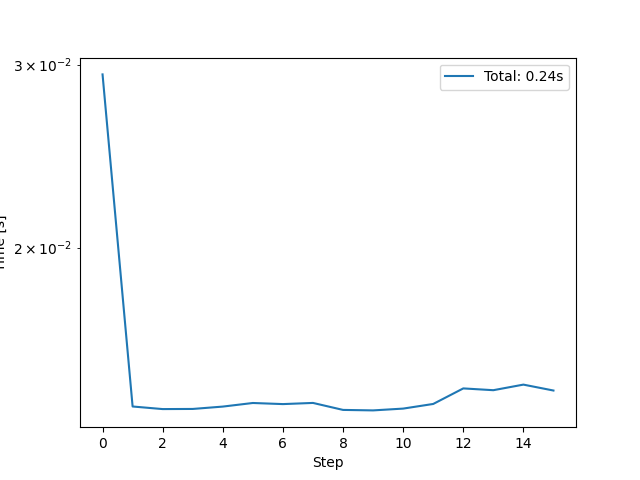 Total: 0.24s
3 × 10⁻²
2 × 10⁻²
Time [s]
0 2 4 6 8 10 12 14
Step